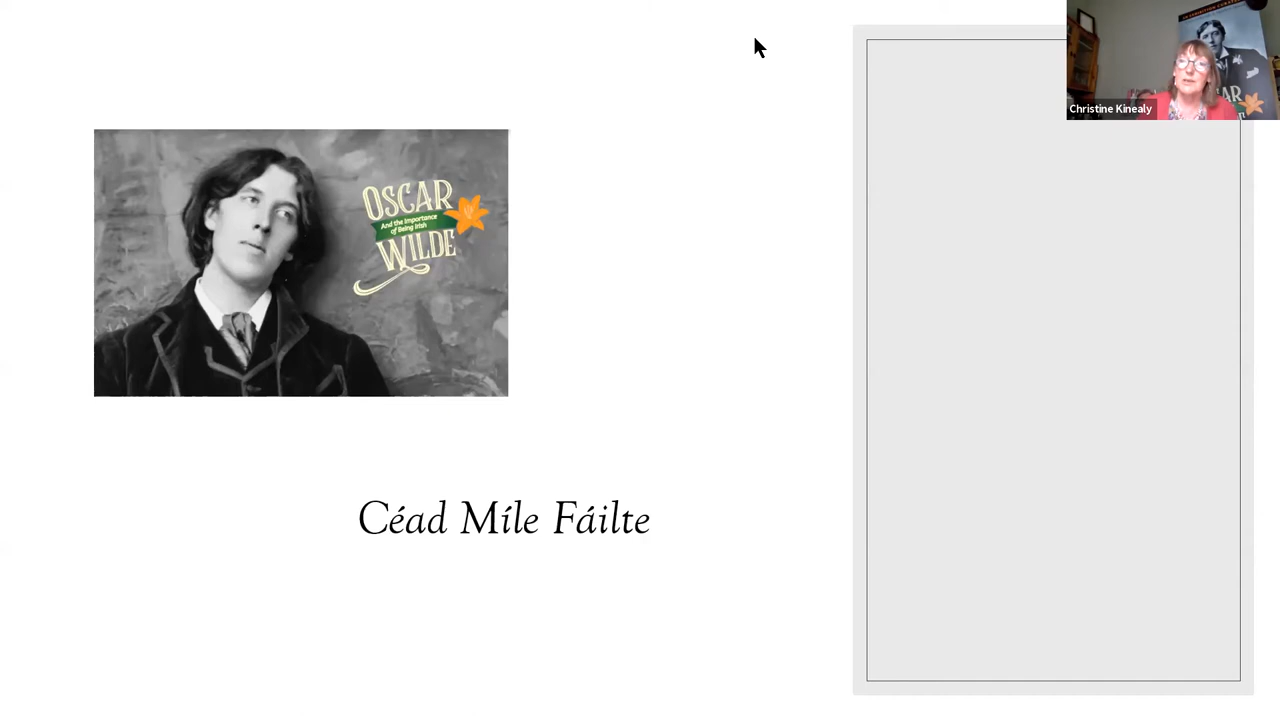 OSCAR
And the Importance
of Being Irish
WILDE
Céad Míle Fáilte
Christine Kinealy